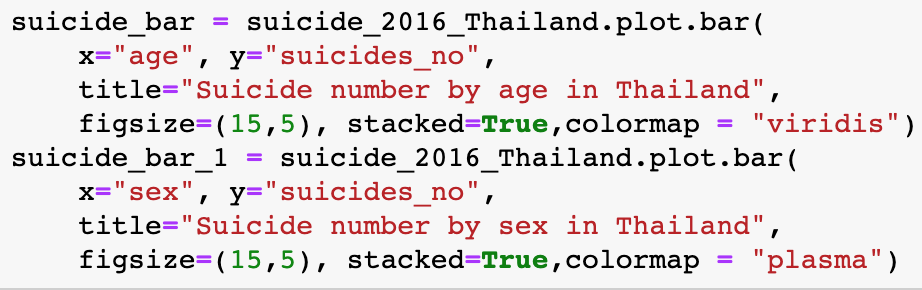 suicide_bar = suicide_2016_Thailand.plot.bar(
    x="age", y="suicides_no",
    title="Suicide number by age in Thailand",
    figsize=(15,5), stacked=True,colormap = "viridis")
suicide_bar_1 = suicide_2016_Thailand.plot.bar(
    x="sex", y="suicides_no",
    title="Suicide number by sex in Thailand",
    figsize=(15,5), stacked=True,colormap = "plasma")